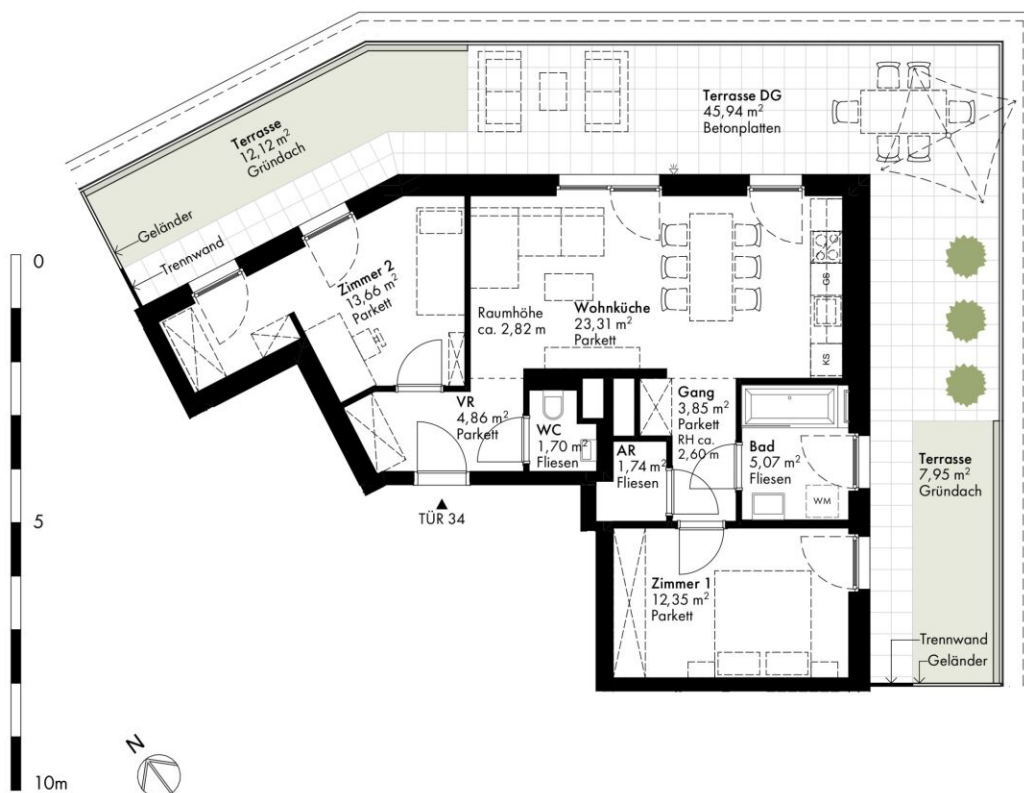 Terrasse DG
45,94 m²
Betonplatten
Terrasse
12,12 m²
Gründach
Geländer
Trennwand
Zimmer 2
13,66 m²
Parkett
Raumhöhe
ca. 2,82 m
Wohnküche
23,31 m²
Parkett
GS
KS
VR
4,86 m²
Parkett
WC
1,70 m²
Fliesen
Gang
3,85 m²
Parkett
RH ca.
2,60 m
AR
1,74 m²
Fliesen
Bad
5,07 m²
Fliesen
WM
Terrasse
7,95 m²
Gründach
TÜR 34
Zimmer 1
12,35 m²
Parkett
Trennwand
Geländer
0
5
10m
N